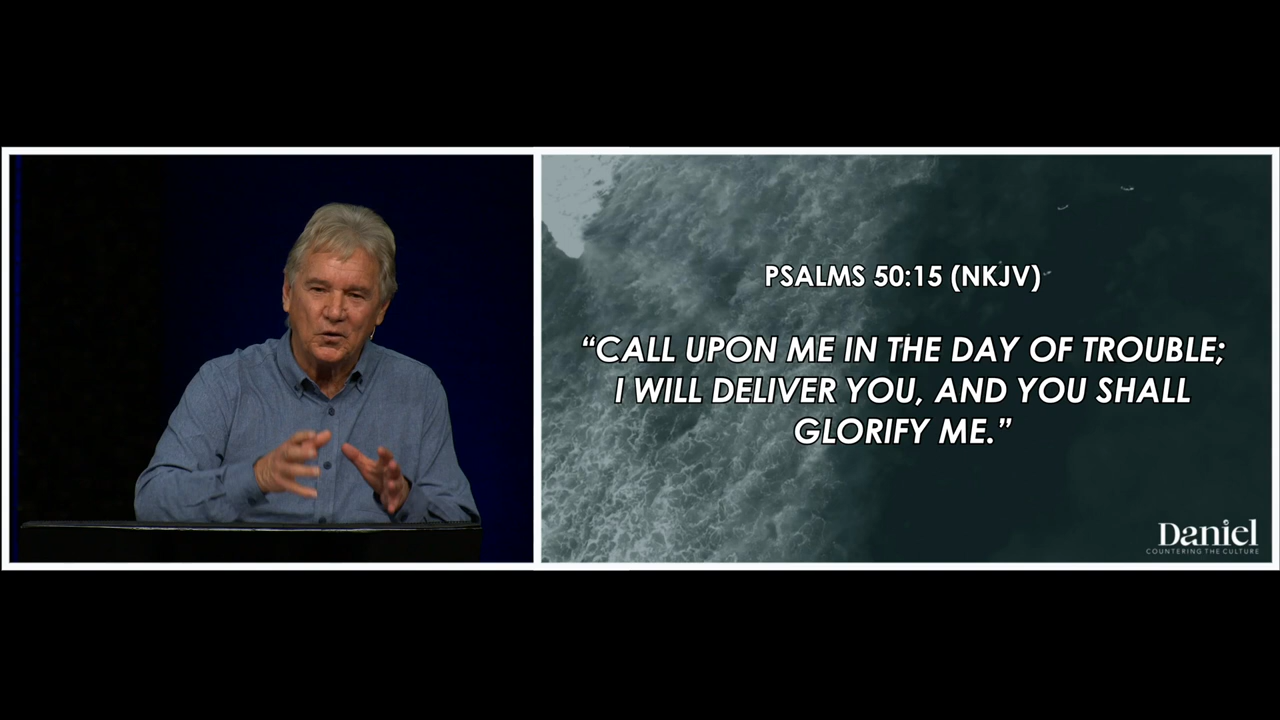 PSALMS 50:15 (NKJV)
“CALL UPON ME IN THE DAY OF TROUBLE;
I WILL DELIVER YOU, AND YOU SHALL
GLORIFY ME.”
Daniel
COUNTERING THE CULTURE